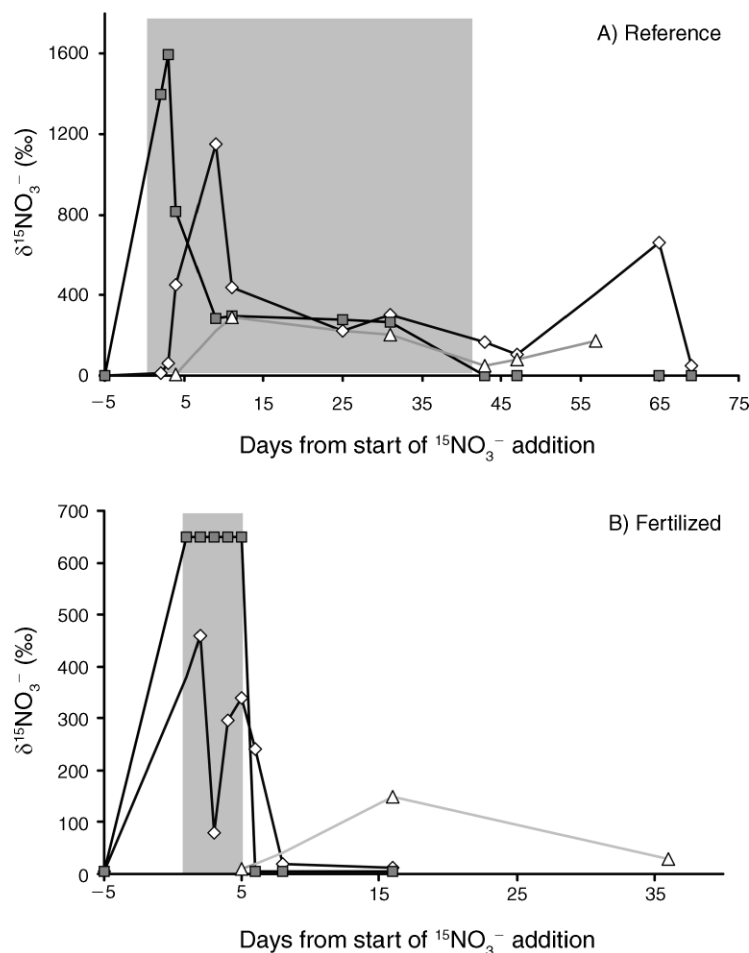 A) Reference
1600
1200
800
400
0
−5 5 15 25 35 45 55 65 75
δ¹⁵NO₃⁻ (‰)
Days from start of ¹⁵NO₃⁻ addition
B) Fertilized
700
600
500
400
300
200
100
0
−5 5 15 25 35
δ¹⁵NO₃⁻ (‰)
Days from start of ¹⁵NO₃⁻ addition